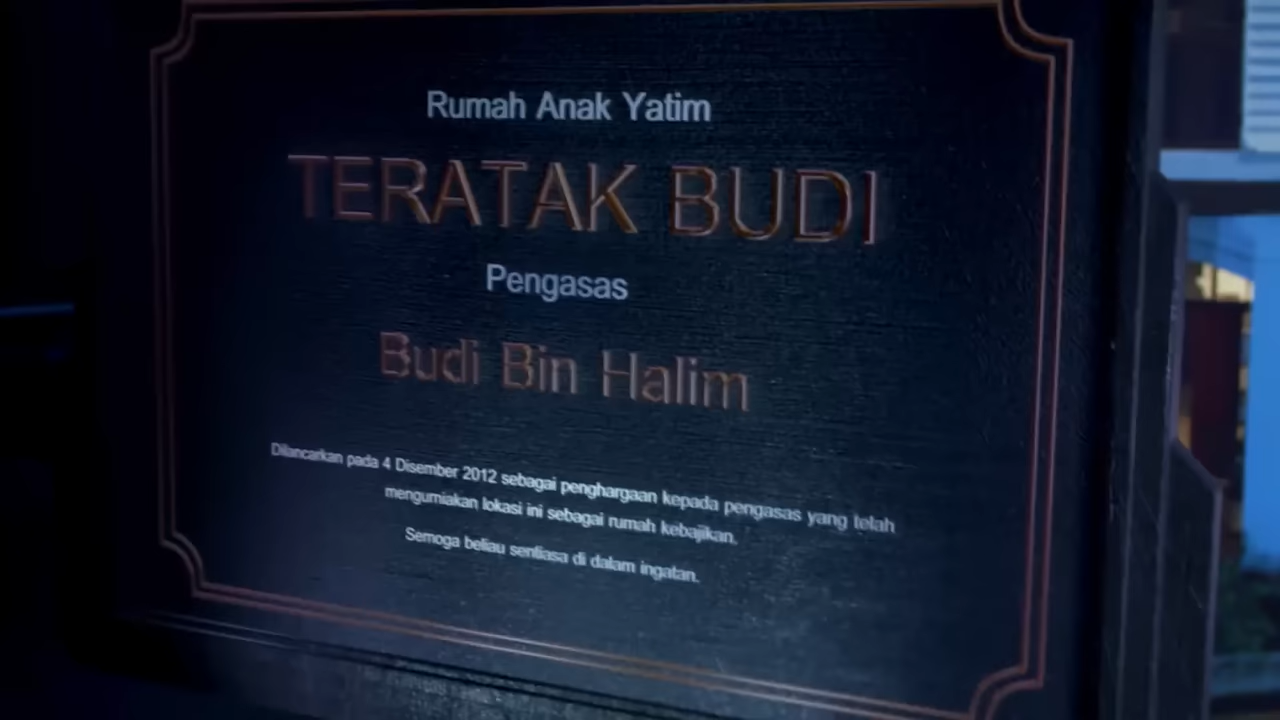 Rumah Anak Yatim
TERATAK BUDI
Pengasas
Budi Bin Halim
Dilancarkan pada 4 Disember 2012 sebagai penghargaan kepada pengasas yang telah
mengurniakan lokasi ini sebagai rumah kebajikan.
Semoga beliau sentiasa di dalam ingatan.